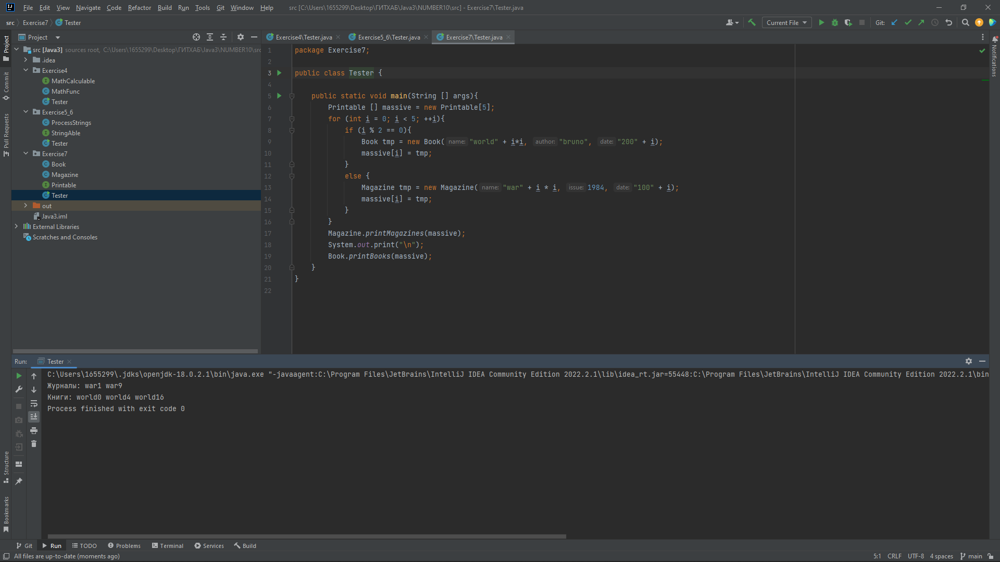 File Edit View Navigate Code Refactor Build Run Tools Git Window Help src [C:\Users\1655299\Desktop\ГИТХАБ\Java3\NUMBER10\src] - Exercise7\Tester.java
src Exercise7 Tester Current File Git:
Project Exercise4\Tester.java Exercise5_6\Tester.java Exercise7\Tester.java
Project
Commit
Pull Requests
Structure
Bookmarks
Notifications
src [Java3] sources root, C:\Users\1655299\Desktop\ГИТХАБ\Java3\NUMBER10\src
.idea
Exercise4
MathCalculable
MathFunc
Tester
Exercise5_6
ProcessStrings
StringAble
Tester
Exercise7
Book
Magazine
Printable
Tester
out
Java3.iml
External Libraries
Scratches and Consoles
1 package Exercise7;
2
3 public class Tester {
4
5 public static void main(String [] args){
6 Printable [] massive = new Printable[5];
7 for (int i = 0; i < 5; ++i){
8 if (i % 2 == 0){
9 Book tmp = new Book( name: "world" + i*i, author: "bruno", date: "200" + i);
10 massive[i] = tmp;
11 }
12 else {
13 Magazine tmp = new Magazine( name: "war" + i * i, issue: 1984, date: "100" + i);
14 massive[i] = tmp;
15 }
16 }
17 Magazine.printMagazines(massive);
18 System.out.print("\n");
19 Book.printBooks(massive);
20 }
21 }
22
Run: Tester
C:\Users\1655299\.jdks\openjdk-18.0.2.1\bin\java.exe "-javaagent:C:\Program Files\JetBrains\IntelliJ IDEA Community Edition 2022.2.1\lib\idea_rt.jar=55448:C:\Program Files\JetBrains\IntelliJ IDEA Community Edition 2022.2.1\bin
Журналы: war1 war9
Книги: world0 world4 world16
Process finished with exit code 0
Git Run TODO Problems Terminal Services Build
All files are up-to-date (moments ago) 5:1 CRLF UTF-8 4 spaces main